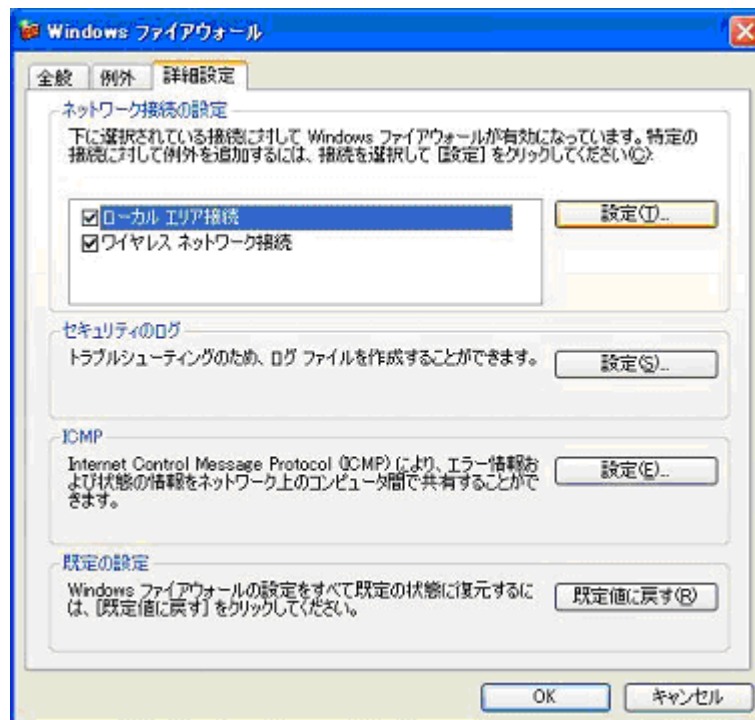 Windows ファイアウォール
全般 例外 詳細設定
ネットワーク接続の設定
下に選択されている接続に対して Windows ファイアウォールが有効になっています。特定の
接続に対して例外を追加するには、接続を選択して [設定] をクリックしてください(C):
ローカル エリア接続
ワイヤレス ネットワーク接続
設定(T)...
セキュリティのログ
トラブルシューティングのため、ログ ファイルを作成することができます。
設定(S)...
ICMP
Internet Control Message Protocol (ICMP) により、エラー情報お
よび状態の情報をネットワーク上のコンピュータ間で共有することがで
きます。
設定(E)...
既定の設定
Windows ファイアウォールの設定をすべて既定の状態に復元するに
は、[既定値に戻す] をクリックしてください。
既定値に戻す(R)
OK キャンセル